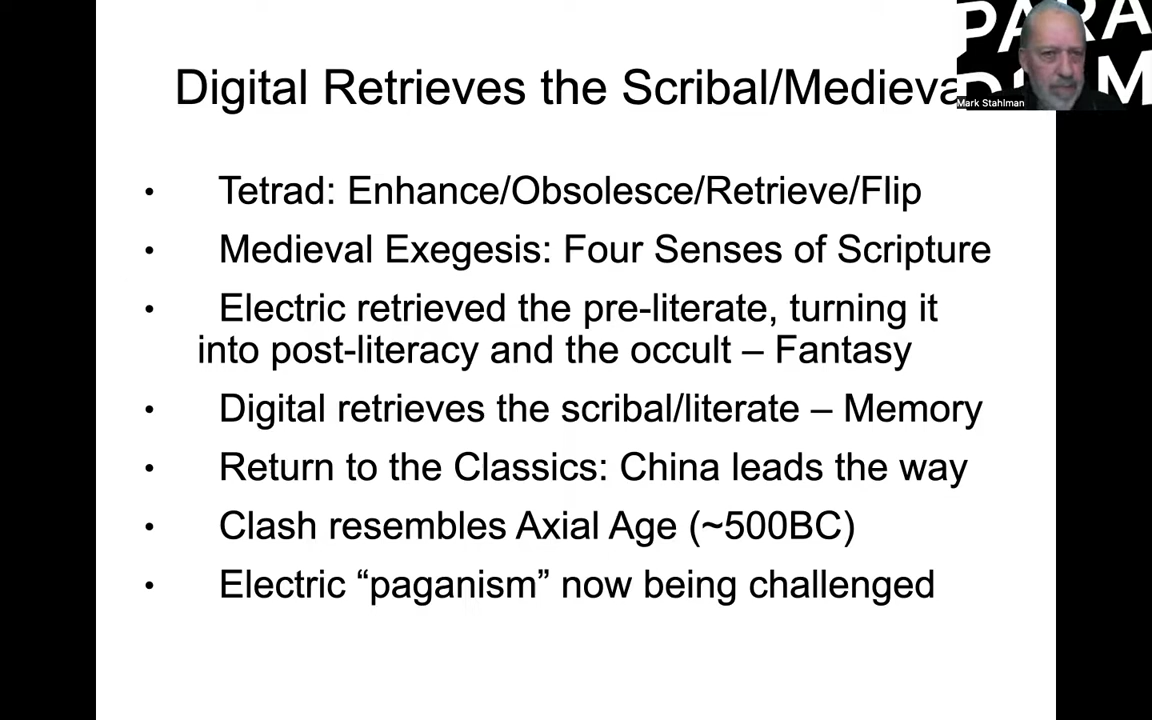 Digital Retrieves the Scribal/Medieva
PARA
DIGM
Mark Stahlman
• Tetrad: Enhance/Obsolesce/Retrieve/Flip
• Medieval Exegesis: Four Senses of Scripture
• Electric retrieved the pre-literate, turning it
into post-literacy and the occult – Fantasy
• Digital retrieves the scribal/literate – Memory
• Return to the Classics: China leads the way
• Clash resembles Axial Age (~500BC)
• Electric “paganism” now being challenged